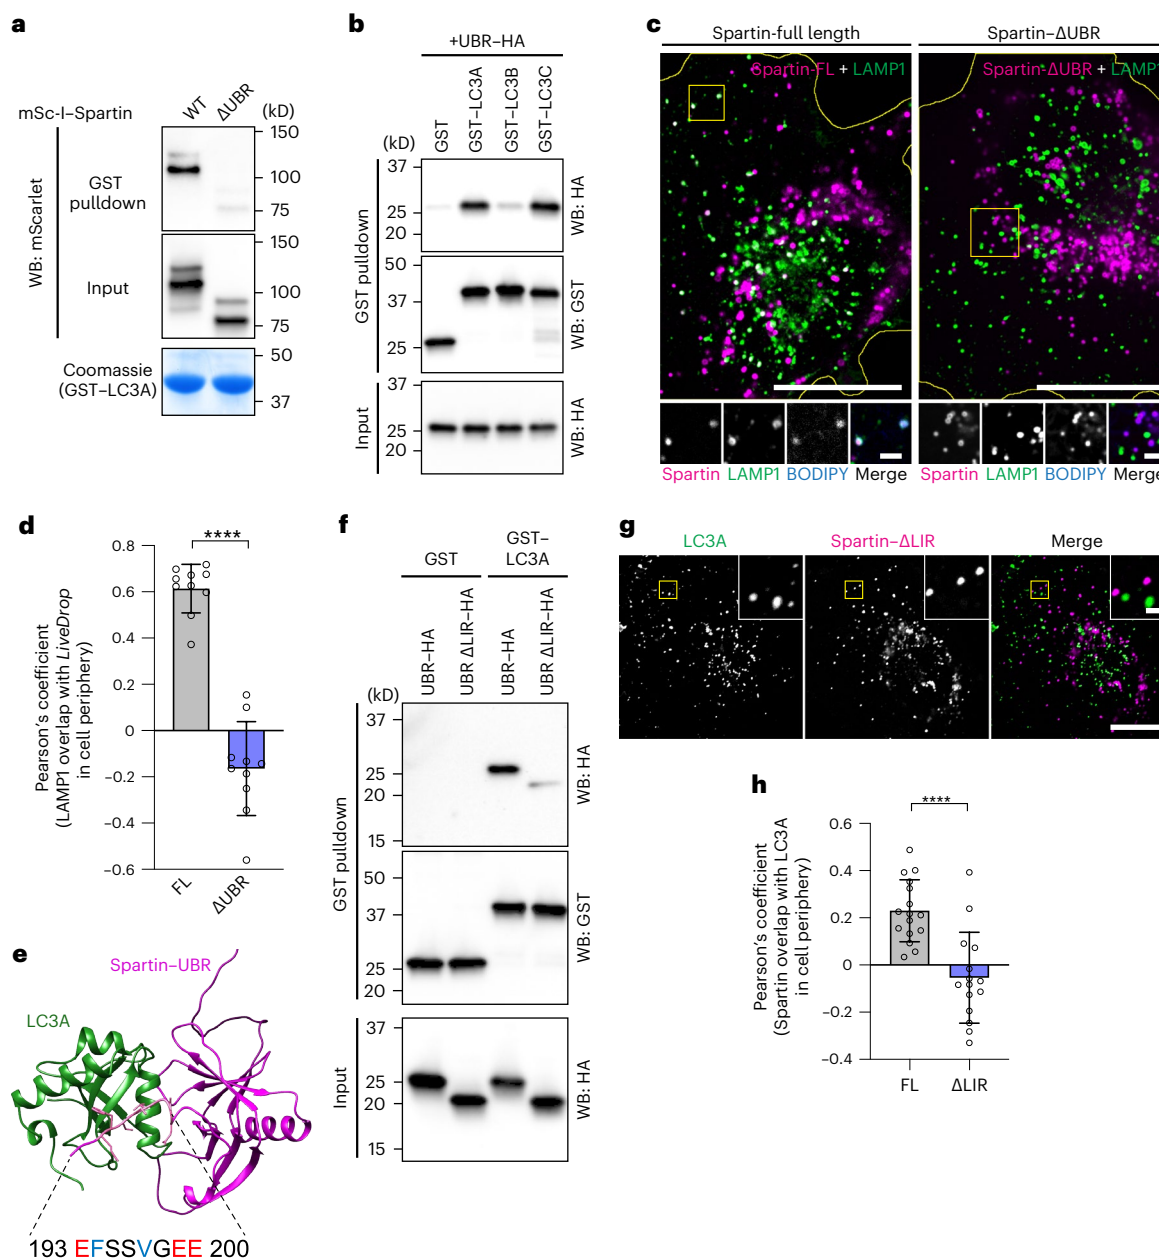 a
mSc-I–Spartin
WT
ΔUBR
(kD)
WB: mScarlet
GST pulldown
150
100
75
Input
150
100
75
Coomassie (GST–LC3A)
50
37
b
+UBR–HA
(kD)
GST
GST–LC3A
GST–LC3B
GST–LC3C
GST pulldown
37
25
20
WB: HA
50
37
25
WB: GST
Input
37
25
20
WB: HA
c
Spartin-full length
Spartin–ΔUBR
Spartin-FL + LAMP1
Spartin-ΔUBR + LAMP1
Spartin LAMP1 BODIPY Merge
Spartin LAMP1 BODIPY Merge
d
Pearson's coefficient
(LAMP1 overlap with LiveDrop
in cell periphery)
0.8
0.6
0.4
0.2
0
–0.2
–0.4
–0.6
****
FL
ΔUBR
e
Spartin–UBR
LC3A
193 EFSSVGEE 200
f
GST
GST–
LC3A
(kD)
UBR–HA
UBR ΔLIR–HA
UBR–HA
UBR ΔLIR–HA
GST pulldown
37
25
20
15
WB: HA
50
37
25
20
WB: GST
Input
37
25
20
15
WB: HA
g
LC3A
Spartin–ΔLIR
Merge
h
Pearson's coefficient
(Spartin overlap with LC3A
in cell periphery)
0.6
0.4
0.2
0
–0.2
–0.4
****
FL
ΔLIR